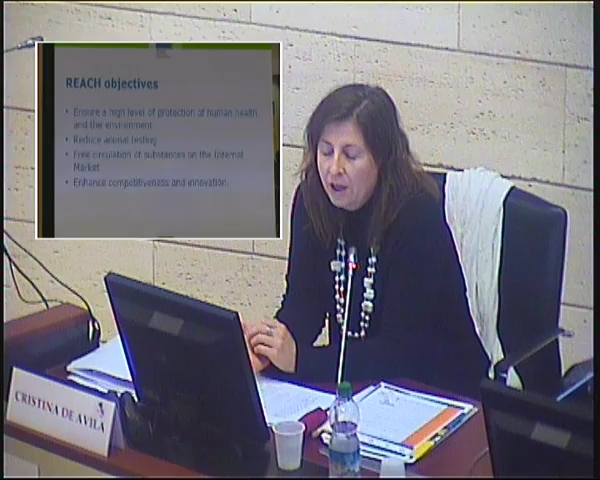 REACH objectives
• Ensure a high level of protection of human health
and the environment
• Reduce animal testing
• Free circulation of substances on the Internal
Market
• Enhance competitiveness and innovation.
CRISTINA DE AVILA